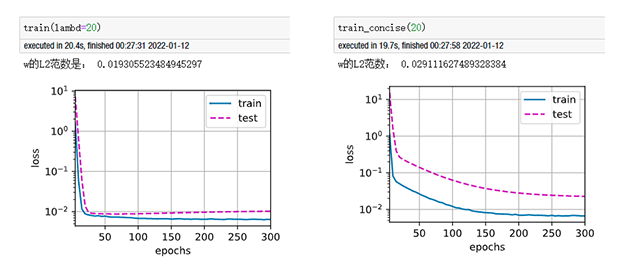 train(lambd=20)
executed in 20.4s, finished 00:27:31 2022-01-12
w的L2范数是： 0.019305523484945297
10¹
10⁰
10⁻¹
10⁻²
loss
train
test
50 100 150 200 250 300
epochs
train_concise(20)
executed in 19.7s, finished 00:27:58 2022-01-12
w的L2范数： 0.029111627489328384
10¹
10⁰
10⁻¹
10⁻²
loss
train
test
50 100 150 200 250 300
epochs